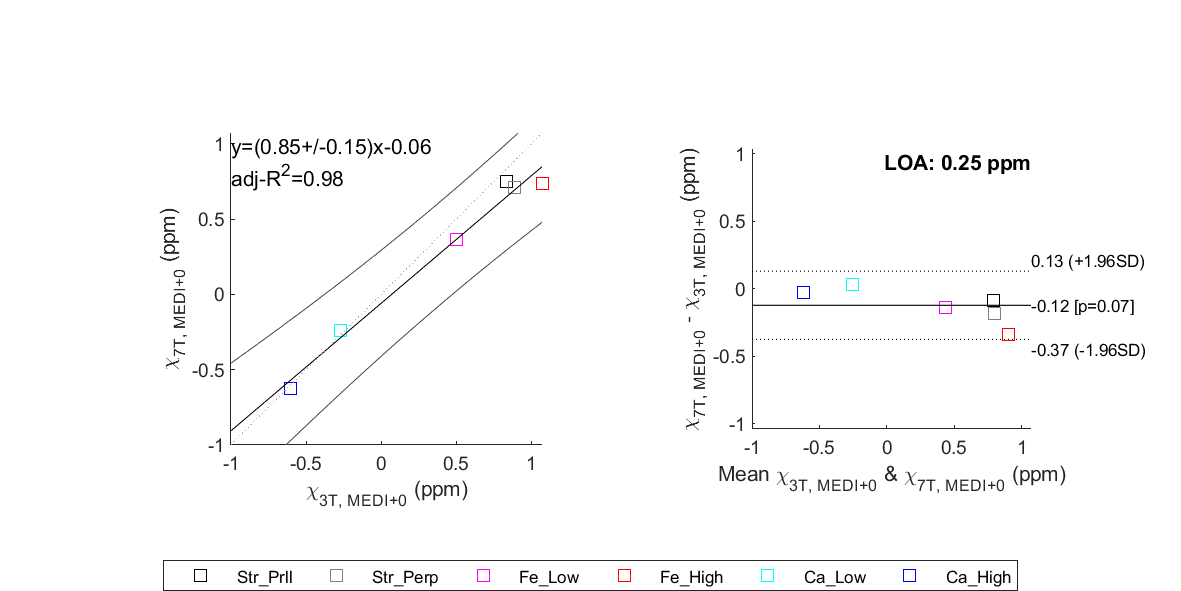 y=(0.85+/-0.15)x-0.06
adj-R2=0.98
1
0.5
0
-0.5
-1
-1
-0.5
0
0.5
1
χ7T, MEDI+0 (ppm)
χ3T, MEDI+0 (ppm)
LOA: 0.25 ppm
1
0.5
0
-0.5
-1
-1
-0.5
0
0.5
1
0.13 (+1.96SD)
-0.12 [p=0.07]
-0.37 (-1.96SD)
χ7T, MEDI+0 - χ3T, MEDI+0 (ppm)
Mean χ3T, MEDI+0 & χ7T, MEDI+0 (ppm)
Str_Prll Str_Perp Fe_Low Fe_High Ca_Low Ca_High